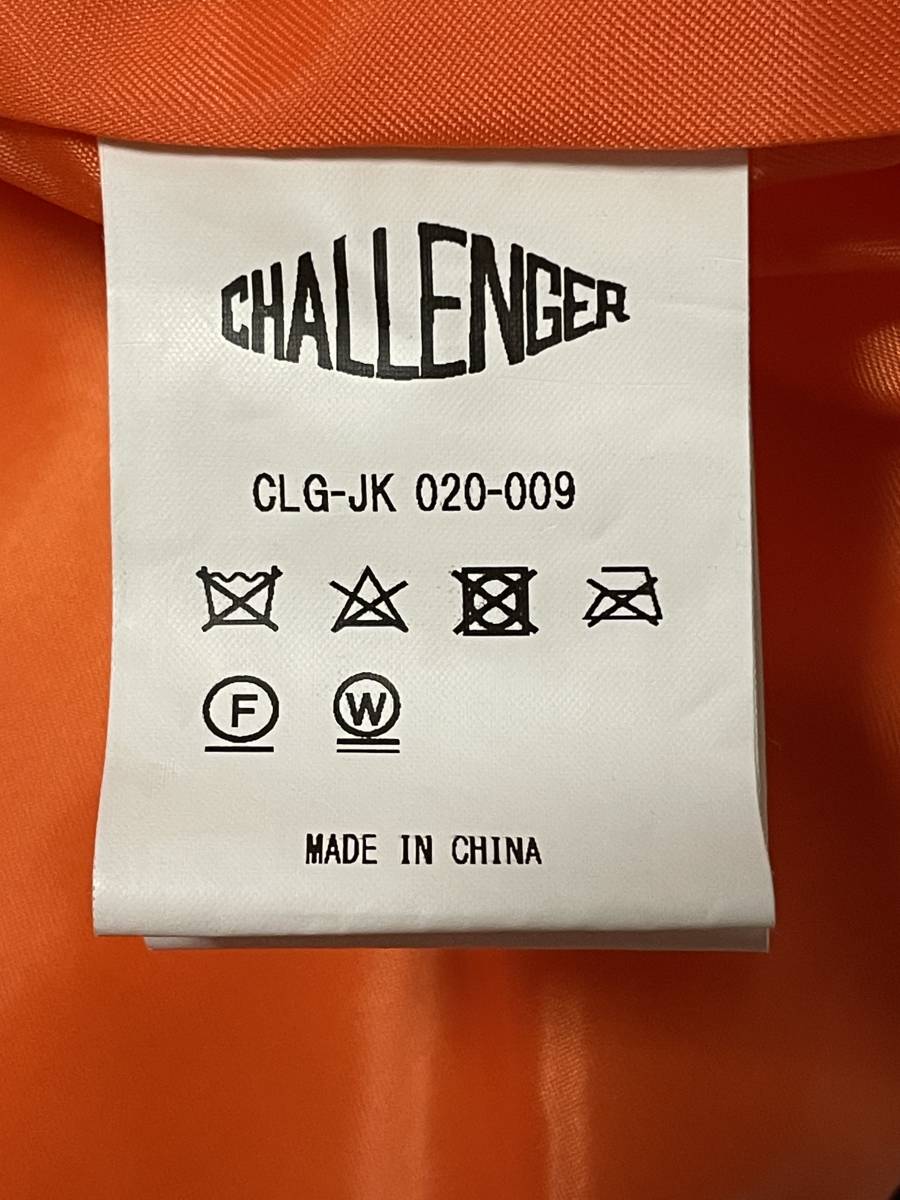 CHALLENGER
CLG-JK 020-009
F W
MADE IN CHINA